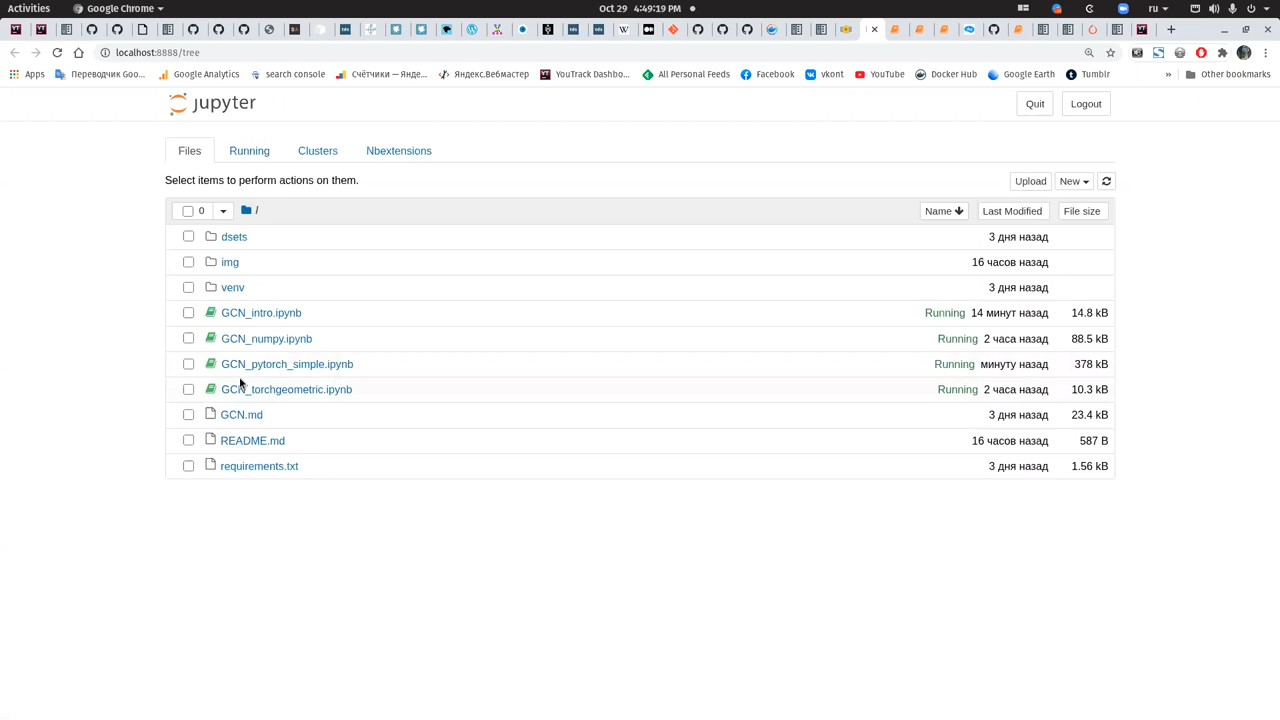 Activities Google Chrome Oct 29 4:49:19 PM ru
localhost:8888/tree
Apps Переводчик Goo... Google Analytics search console Счётчики — Янде... Яндекс.Вебмастер YouTrack Dashbo... All Personal Feeds Facebook vkont YouTube Docker Hub Google Earth Tumblr » Other bookmarks
jupyter Quit Logout
Files Running Clusters Nbextensions
Select items to perform actions on them. Upload New
0 / Name Last Modified File size
dsets 3 дня назад
img 16 часов назад
venv 3 дня назад
GCN_intro.ipynb Running 14 минут назад 14.8 kB
GCN_numpy.ipynb Running 2 часа назад 88.5 kB
GCN_pytorch_simple.ipynb Running минуту назад 378 kB
GCN_torchgeometric.ipynb Running 2 часа назад 10.3 kB
GCN.md 3 дня назад 23.4 kB
README.md 16 часов назад 587 B
requirements.txt 3 дня назад 1.56 kB